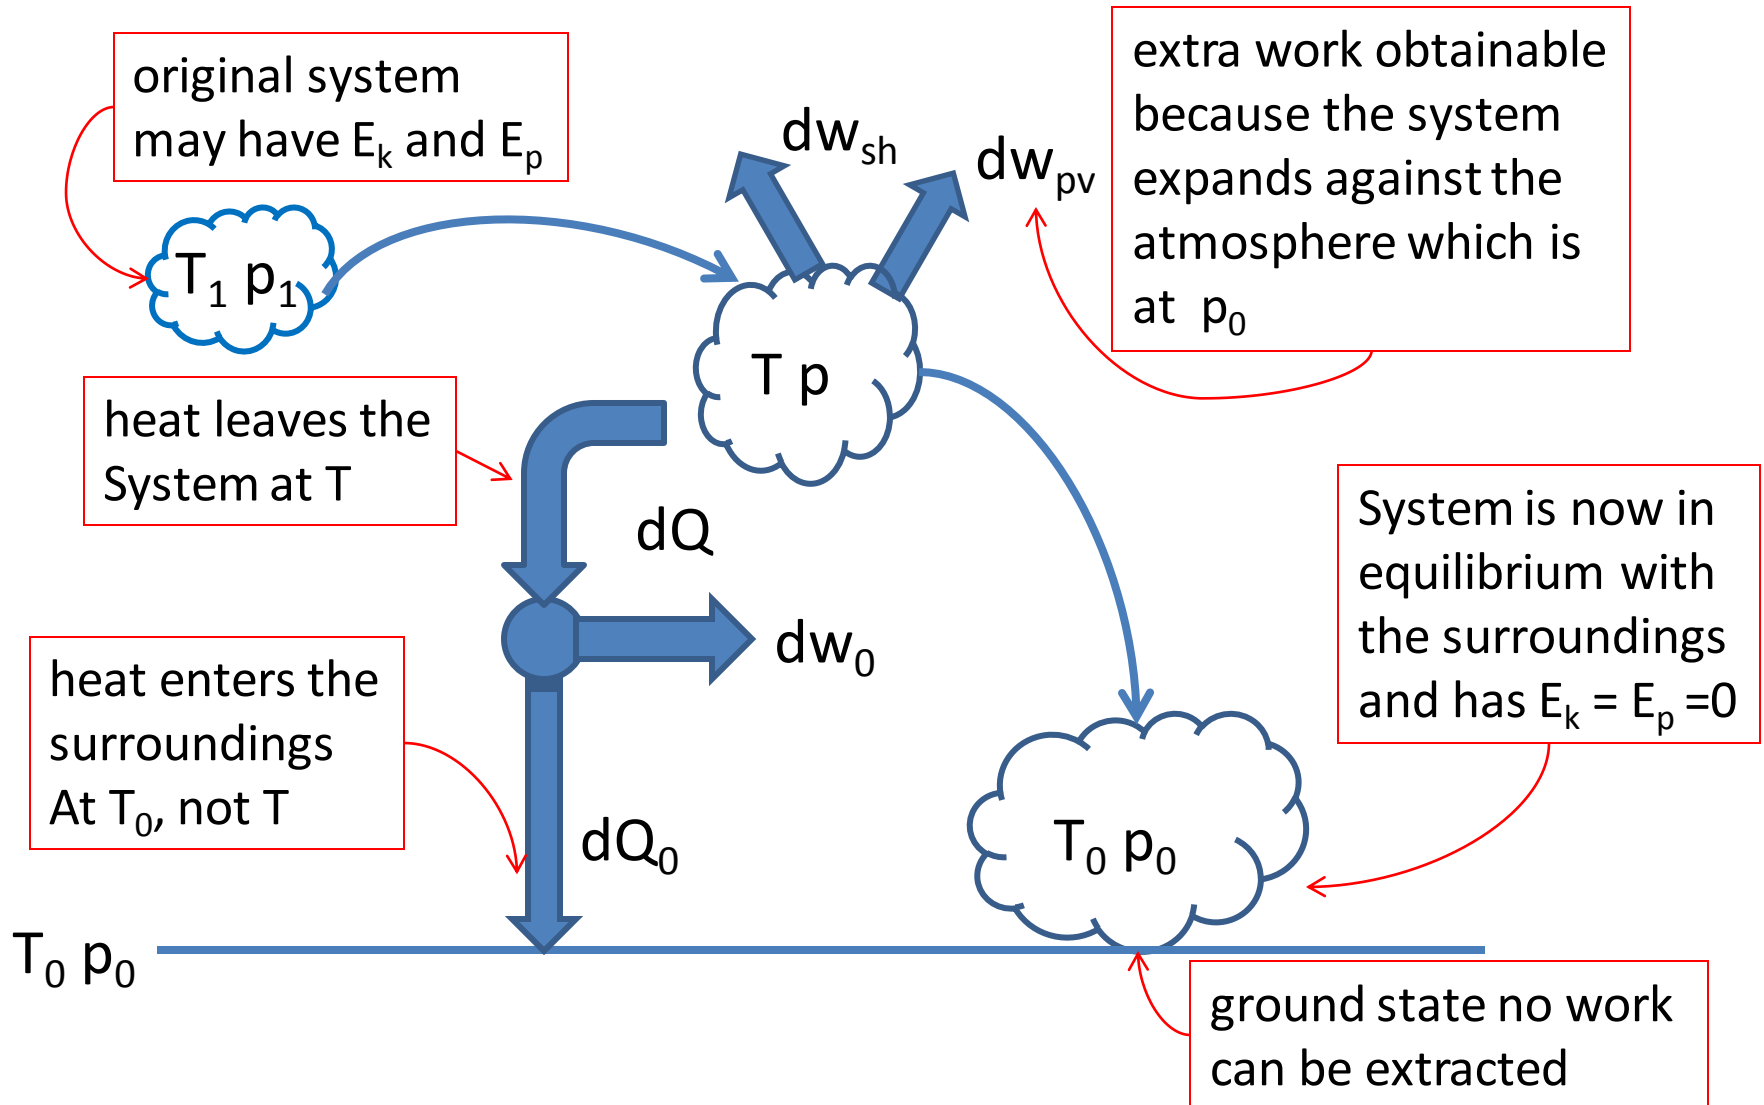 original system
may have Eₖ and Eₚ
T₁ p₁
dwsh
dwpv
extra work obtainable
because the system
expands against the
atmosphere which is
at p₀
T p
heat leaves the
System at T
dQ
dw₀
heat enters the
surroundings
At T₀, not T
dQ₀
System is now in
equilibrium with
the surroundings
and has Eₖ = Eₚ =0
T₀ p₀
T₀ p₀
ground state no work
can be extracted